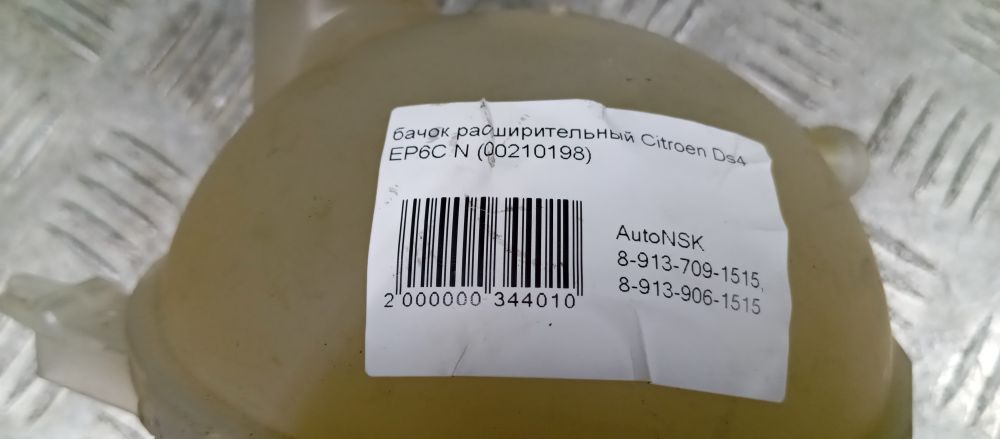 бачок расширительный Citroen Ds4
EP6C N (00210198)
AutoNSK
8-913-709-1515,
8-913-906-1515
2 000000 344010